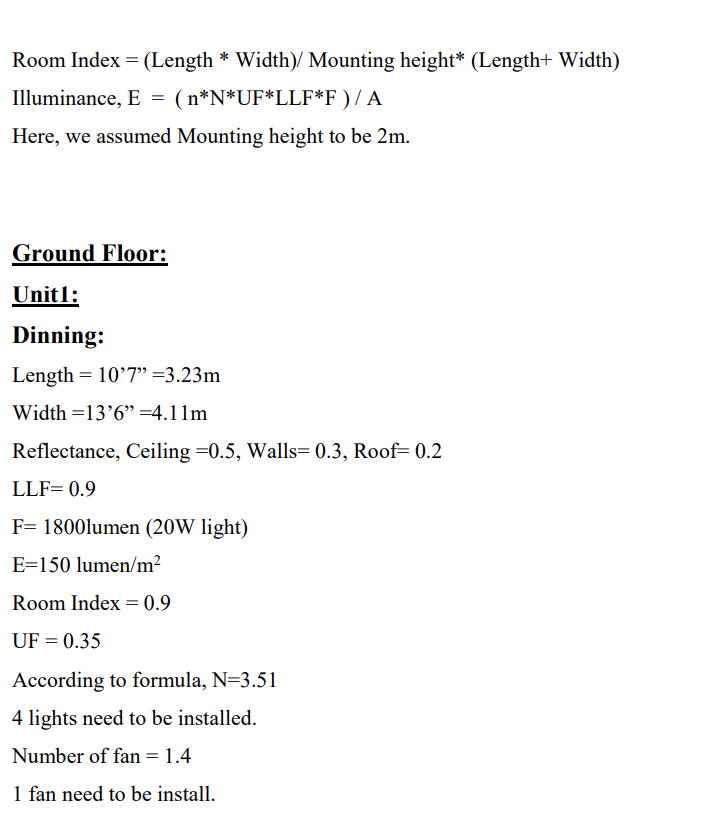 Room Index = (Length * Width)/ Mounting height* (Length+ Width)
Illuminance, E = ( n*N*UF*LLF*F ) / A
Here, we assumed Mounting height to be 2m.
Ground Floor:
Unit1:
Dinning:
Length = 10’7” =3.23m
Width =13’6” =4.11m
Reflectance, Ceiling =0.5, Walls= 0.3, Roof= 0.2
LLF= 0.9
F= 1800lumen (20W light)
E=150 lumen/m²
Room Index = 0.9
UF = 0.35
According to formula, N=3.51
4 lights need to be installed.
Number of fan = 1.4
1 fan need to be install.